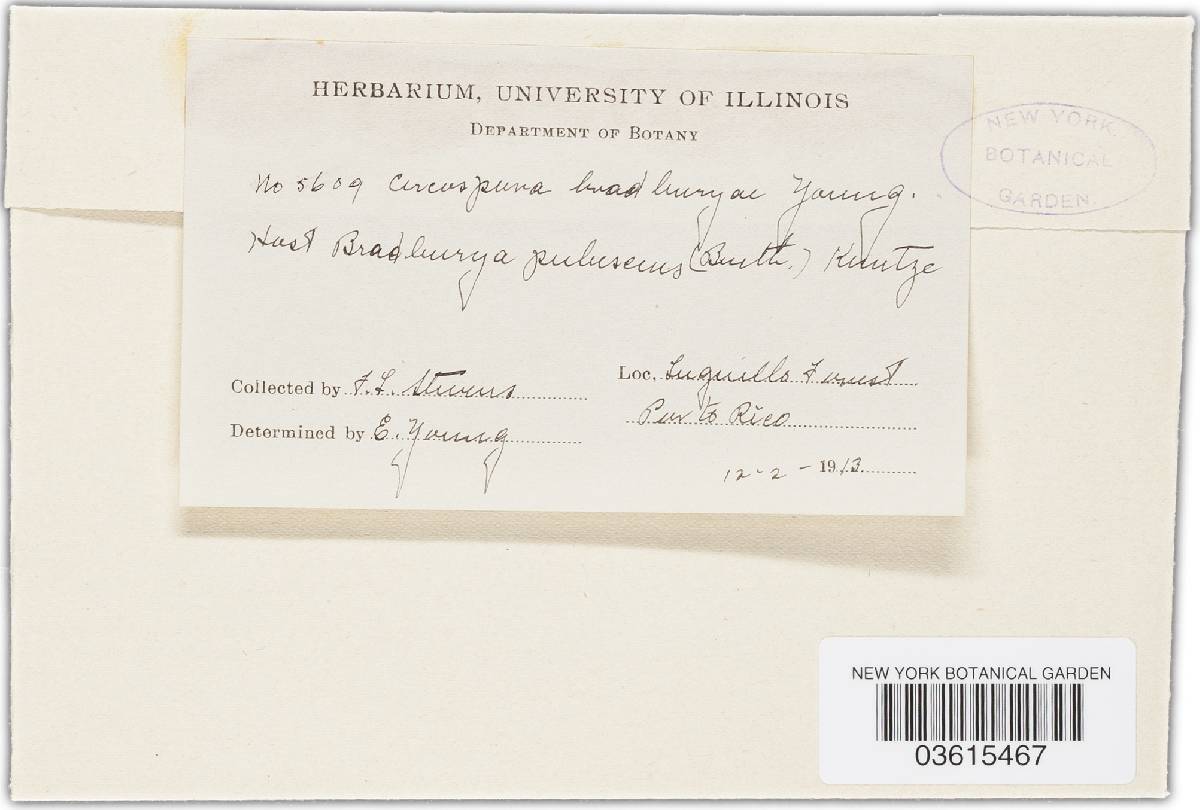 HERBARIUM, UNIVERSITY OF ILLINOIS
DEPARTMENT OF BOTANY
No 5609 Cercospora bradburyae Young.
Host Bradburya pubescens (Benth.) Kuntze
Collected by F. L. Stevens
Determined by E. Young
Loc. Luquillo Forest
Porto Rico
12-2-1913
NEW YORK
BOTANICAL
GARDEN.
NEW YORK BOTANICAL GARDEN
03615467